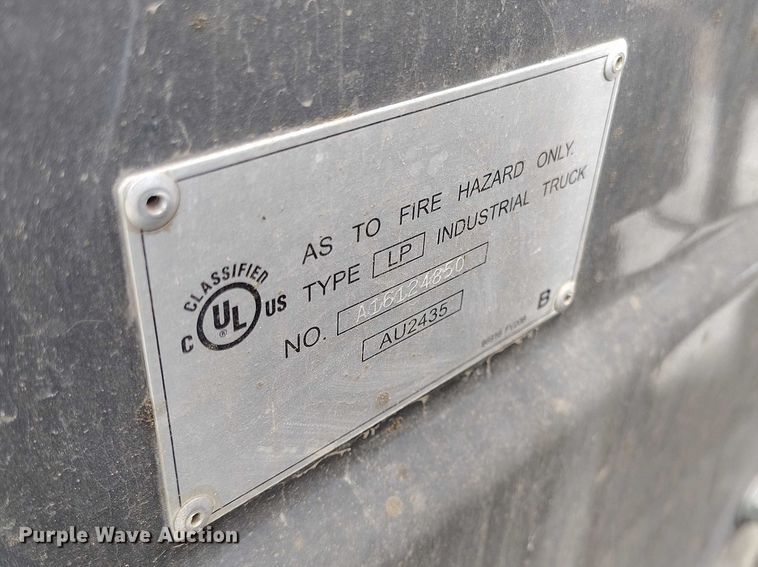 AS TO FIRE HAZARD ONLY.
TYPE LP INDUSTRIAL TRUCK
NO. A16124850
AU2435
CLASSIFIED
C UL US
®
B
Purple Wave Auction